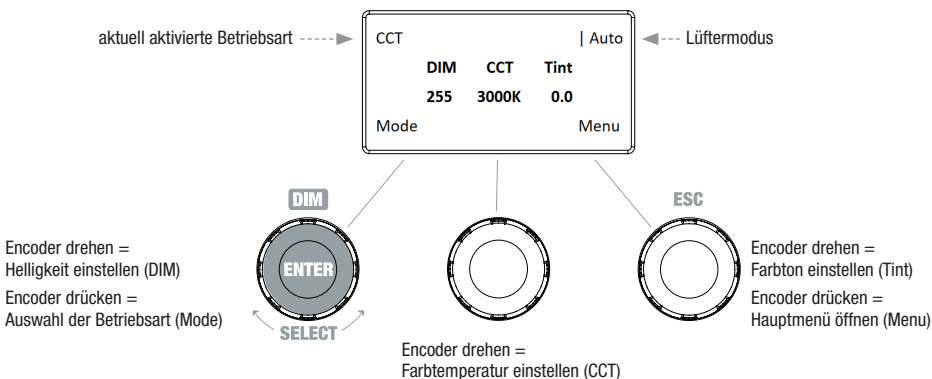 aktuell aktivierte Betriebsart
CCT | Auto
Lüftermodus
DIM CCT Tint
255 3000K 0.0
Mode Menu
DIM
ESC
ENTER
SELECT
Encoder drehen =
Helligkeit einstellen (DIM)
Encoder drücken =
Auswahl der Betriebsart (Mode)
Encoder drehen =
Farbtemperatur einstellen (CCT)
Encoder drehen =
Farbton einstellen (Tint)
Encoder drücken =
Hauptmenü öffnen (Menu)